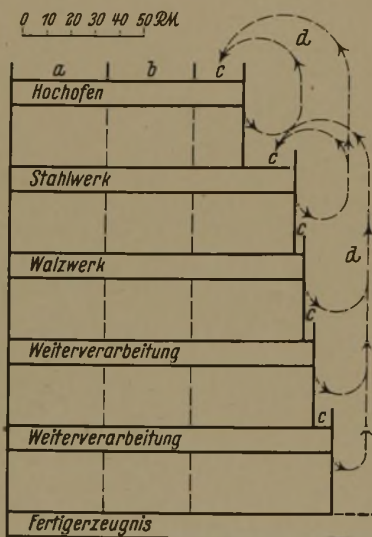 0 10 20 30 40 50 RM.
a b c d
Hochofen
c
Stahlwerk
c
Walzwerk
d
c
Weiterverarbeitung
c
Weiterverarbeitung
Fertigerzeugnis